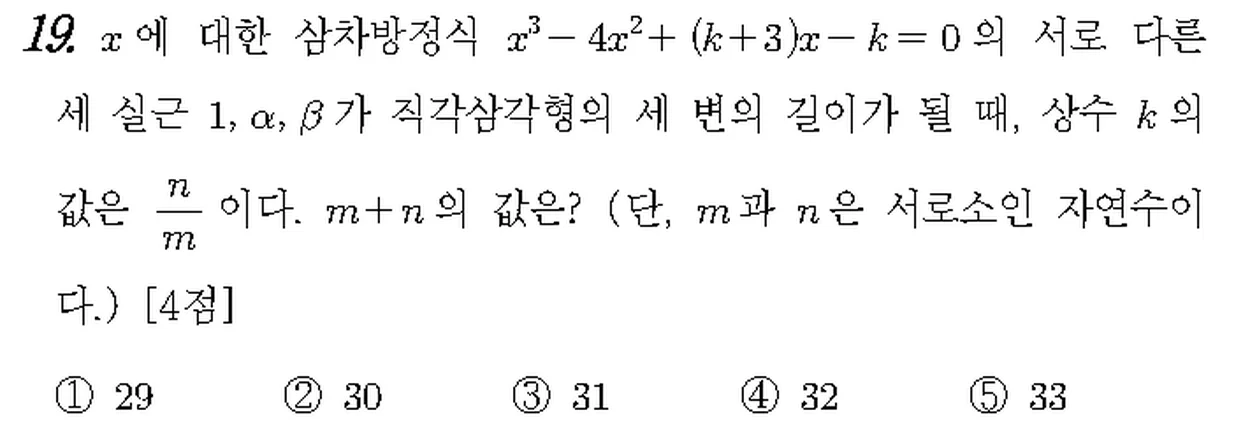 19. x에 대한 삼차방정식 x³ − 4x² + (k+3)x − k = 0의 서로 다른
세 실근 1, α, β가 직각삼각형의 세 변의 길이가 될 때, 상수 k의
값은 n/m 이다. m+n의 값은? (단, m과 n은 서로소인 자연수이
다.) [4점]
① 29 ② 30 ③ 31 ④ 32 ⑤ 33